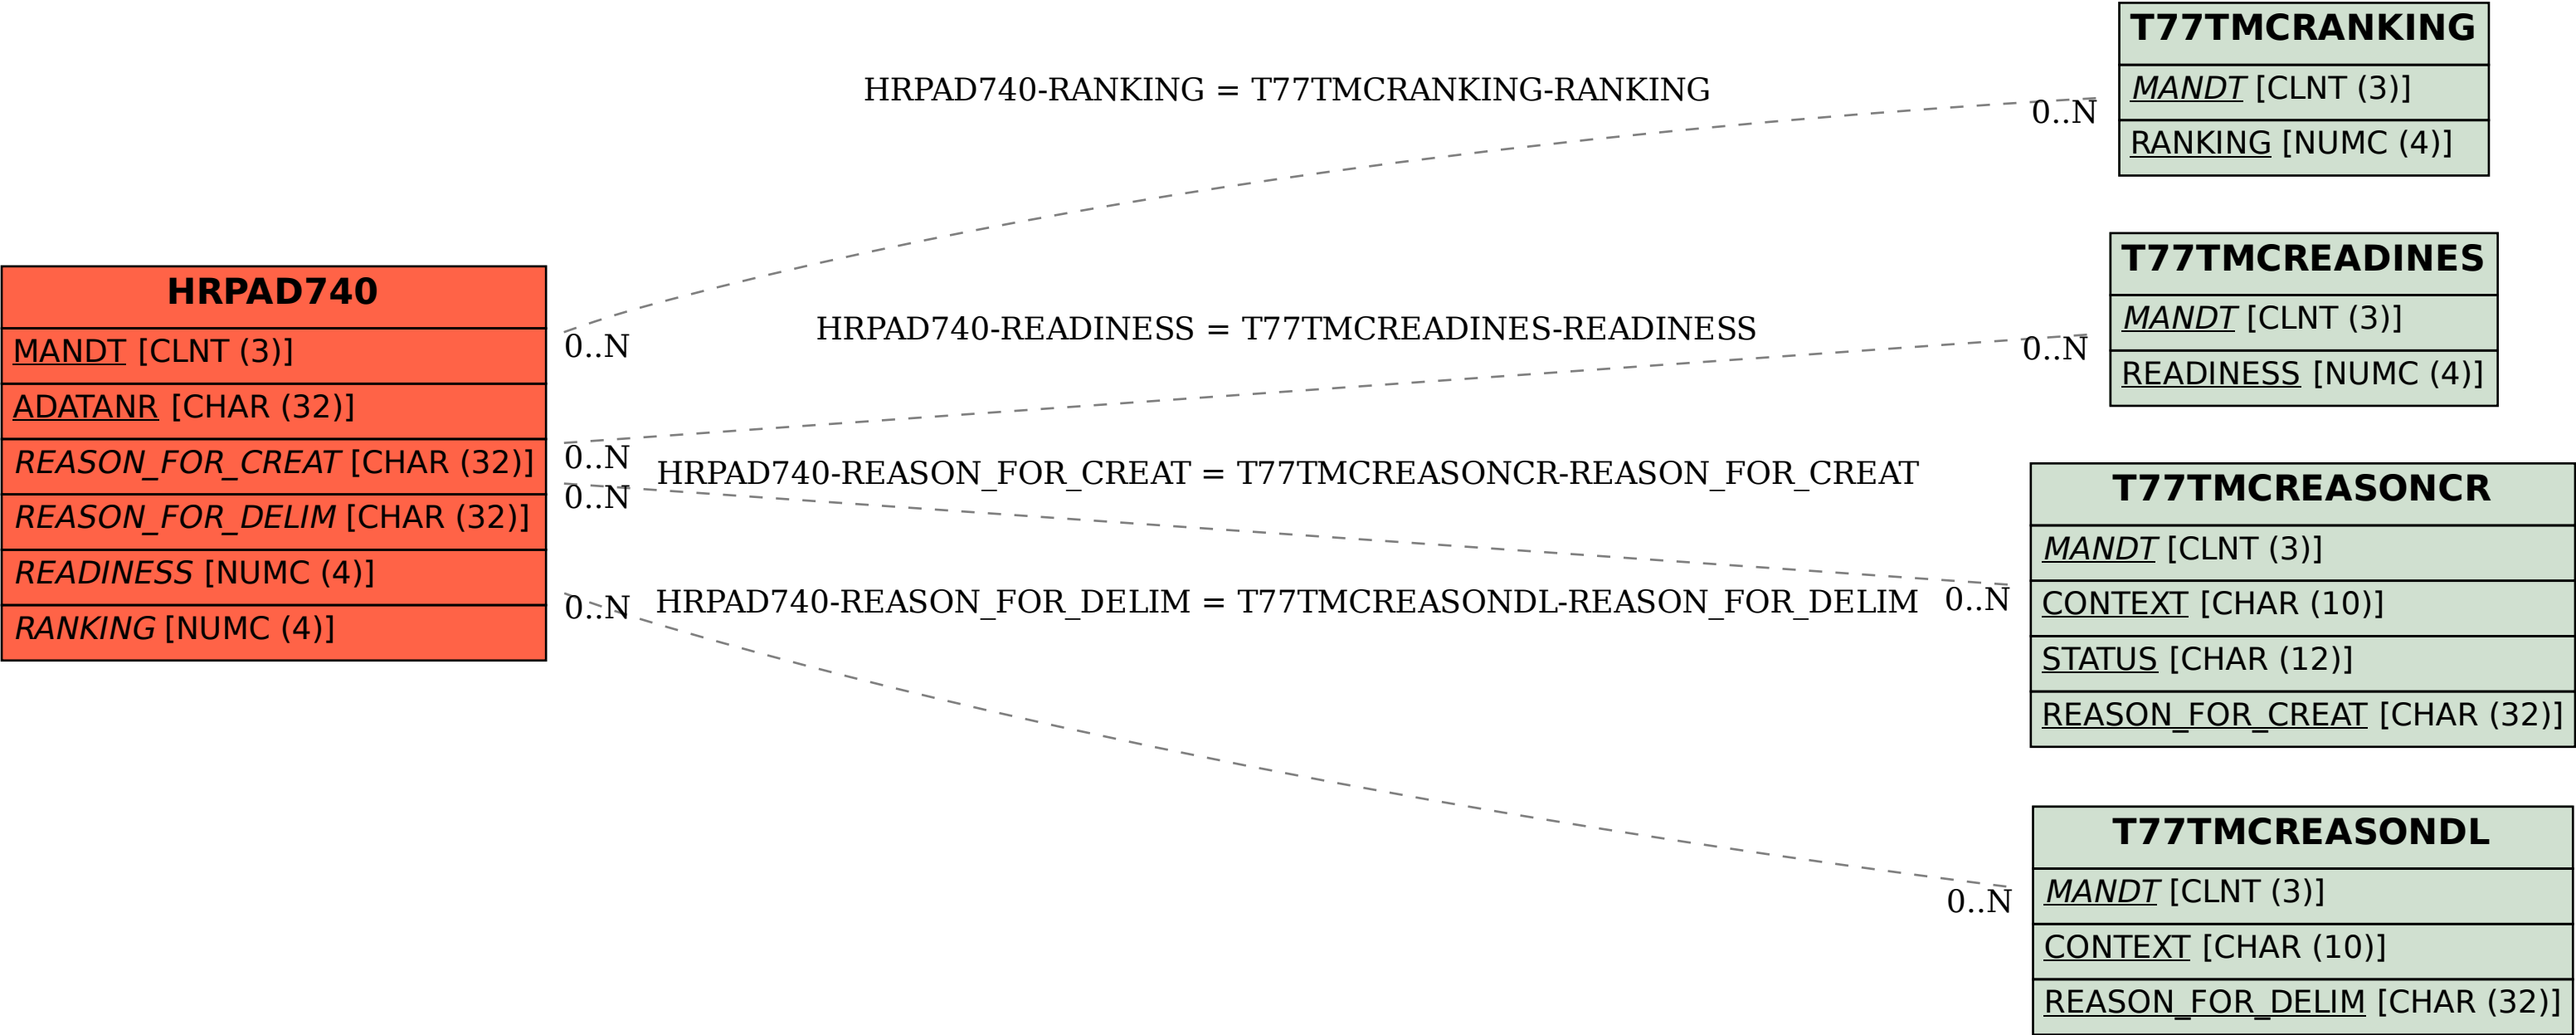 HRPAD740
MANDT [CLNT (3)]
ADATANR [CHAR (32)]
REASON_FOR_CREAT [CHAR (32)]
REASON_FOR_DELIM [CHAR (32)]
READINESS [NUMC (4)]
RANKING [NUMC (4)]
HRPAD740-RANKING = T77TMCRANKING-RANKING
0..N
0..N
HRPAD740-READINESS = T77TMCREADINES-READINESS
0..N
0..N
HRPAD740-REASON_FOR_CREAT = T77TMCREASONCR-REASON_FOR_CREAT
0..N
0..N
HRPAD740-REASON_FOR_DELIM = T77TMCREASONDL-REASON_FOR_DELIM
0..N
0..N
T77TMCRANKING
MANDT [CLNT (3)]
RANKING [NUMC (4)]
T77TMCREADINES
MANDT [CLNT (3)]
READINESS [NUMC (4)]
T77TMCREASONCR
MANDT [CLNT (3)]
CONTEXT [CHAR (10)]
STATUS [CHAR (12)]
REASON_FOR_CREAT [CHAR (32)]
T77TMCREASONDL
MANDT [CLNT (3)]
CONTEXT [CHAR (10)]
REASON_FOR_DELIM [CHAR (32)]